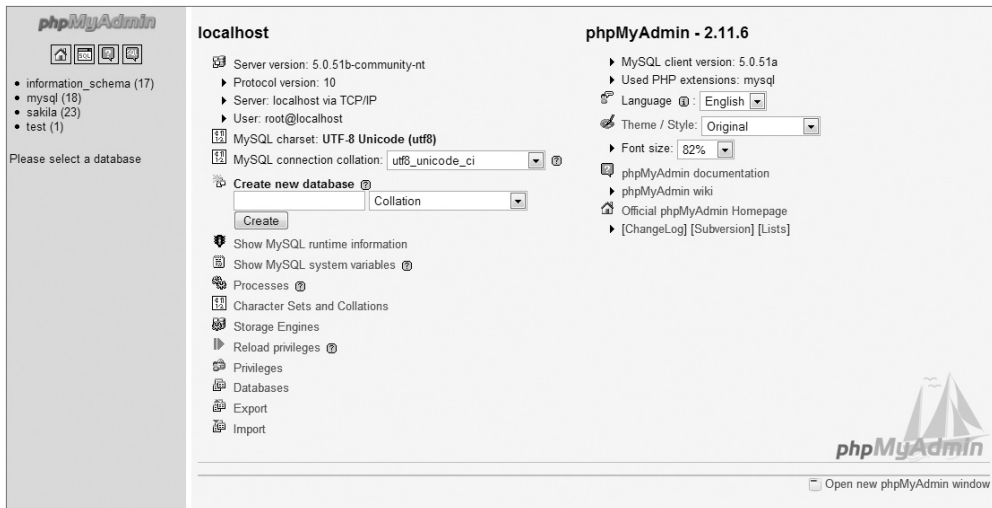 phpMyAdmin
SQL
information_schema (17)
mysql (18)
sakila (23)
test (1)
Please select a database
localhost
Server version: 5.0.51b-community-nt
Protocol version: 10
Server: localhost via TCP/IP
User: root@localhost
MySQL charset: UTF-8 Unicode (utf8)
MySQL connection collation: utf8_unicode_ci
Create new database
Collation
Create
Show MySQL runtime information
Show MySQL system variables
Processes
Character Sets and Collations
Storage Engines
Reload privileges
Privileges
Databases
Export
Import
phpMyAdmin - 2.11.6
MySQL client version: 5.0.51a
Used PHP extensions: mysql
Language : English
Theme / Style: Original
Font size: 82%
phpMyAdmin documentation
phpMyAdmin wiki
Official phpMyAdmin Homepage
[ChangeLog] [Subversion] [Lists]
phpMyAdmin
Open new phpMyAdmin window